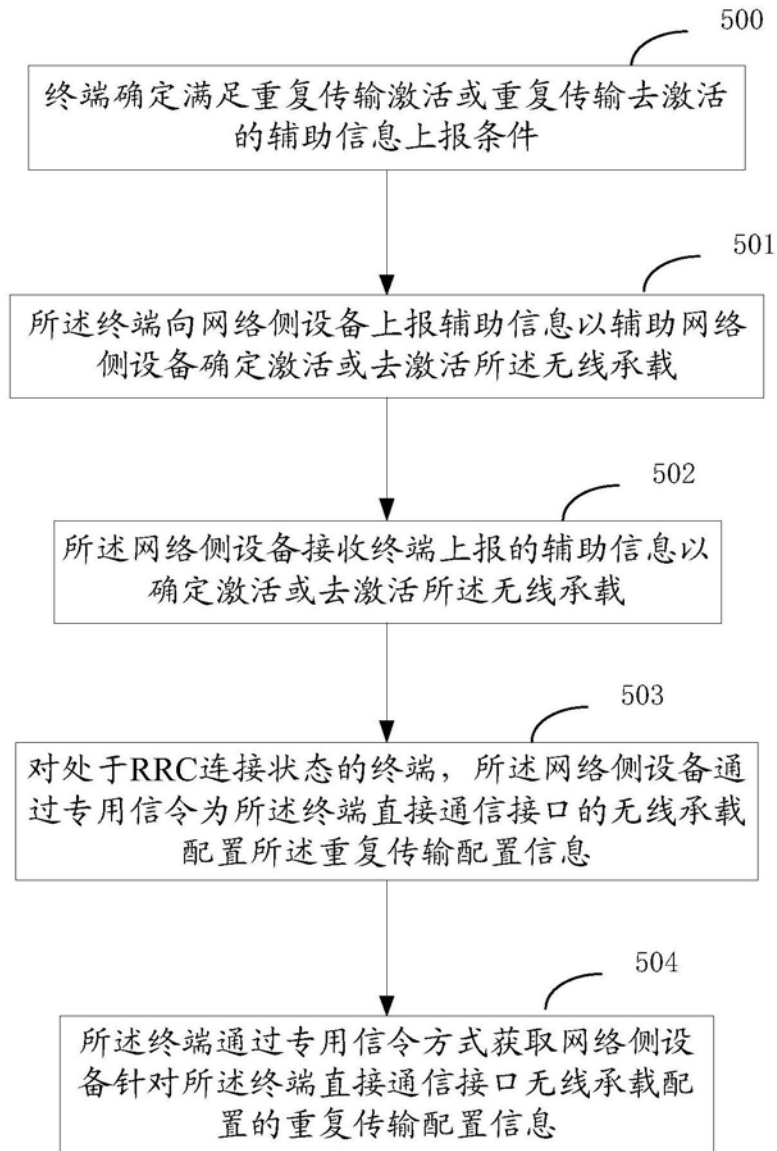 500
终端确定满足重复传输激活或重复传输去激活
的辅助信息上报条件
501
所述终端向网络侧设备上报辅助信息以辅助网络
侧设备确定激活或去激活所述无线承载
502
所述网络侧设备接收终端上报的辅助信息以
确定激活或去激活所述无线承载
503
对处于RRC连接状态的终端，所述网络侧设备通
过专用信令为所述终端直接通信接口的无线承载
配置所述重复传输配置信息
504
所述终端通过专用信令方式获取网络侧设
备针对所述终端直接通信接口无线承载配
置的重复传输配置信息